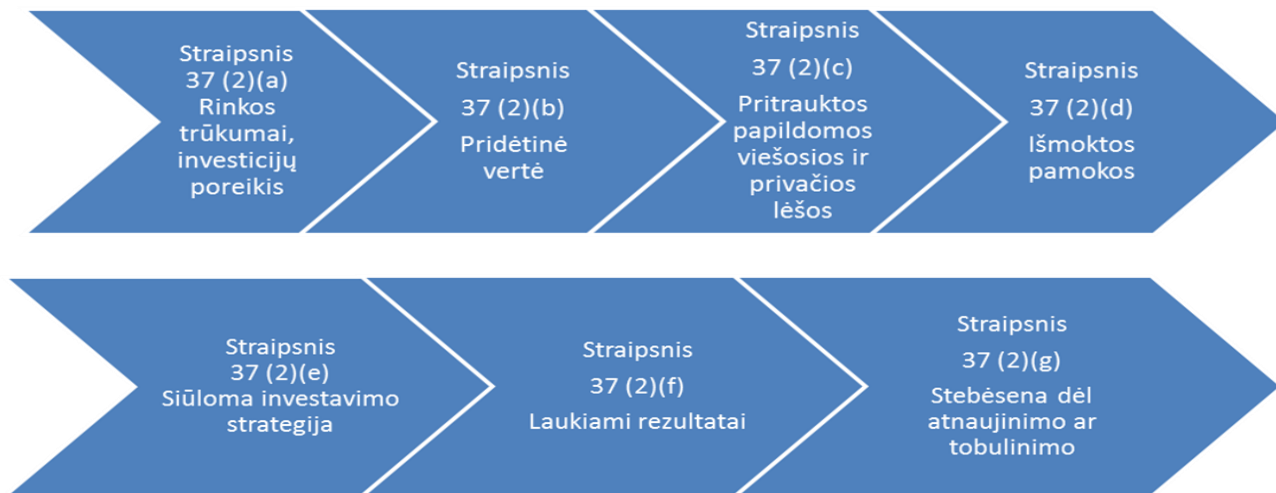 Straipsnis
37 (2)(a)
Rinkos
trūkumai,
investicijų
poreikis
Straipsnis
37 (2)(b)
Pridėtinė
vertė
Straipsnis
37 (2)(c)
Pritrauktos
papildomos
viešosios ir
privačios
lėšos
Straipsnis
37 (2)(d)
Išmoktos
pamokos
Straipsnis
37 (2)(e)
Siūloma investavimo
strategija
Straipsnis
37 (2)(f)
Laukiami rezultatai
Straipsnis
37 (2)(g)
Stebėsena dėl
atnaujinimo ar
tobulinimo